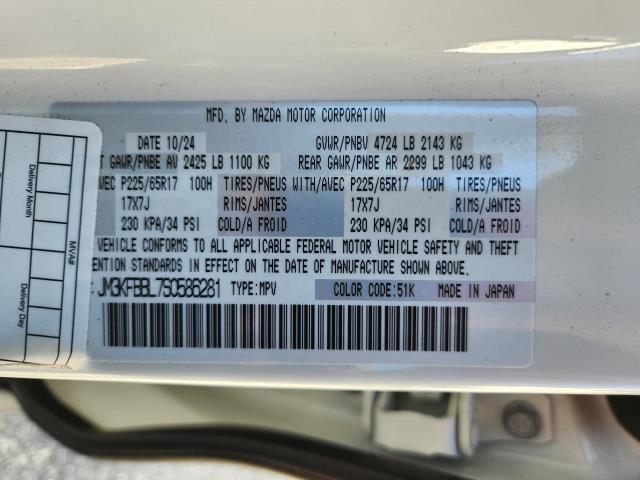 MFD. BY MAZDA MOTOR CORPORATION
DATE 10/24 GVWR/PNBV 4724 LB 2143 KG
T GAWR/PNBE AV 2425 LB 1100 KG REAR GAWR/PNBE AR 2299 LB 1043 KG
AVEC P225/65R17 100H TIRES/PNEUS WITH/AVEC P225/65R17 100H TIRES/PNEUS
17X7J RIMS/JANTES 17X7J RIMS/JANTES
230 KPA/34 PSI COLD/A FROID 230 KPA/34 PSI COLD/A FROID
VEHICLE CONFORMS TO ALL APPLICABLE FEDERAL MOTOR VEHICLE SAFETY AND THEFT
ENTION STANDARDS IN EFFECT ON THE DATE OF MANUFACTURE SHOWN ABOVE.
: JM3KFBBL7S0586281 TYPE:MPV COLOR CODE:51K MADE IN JAPAN
Delivery Month
Delivery
MVA#